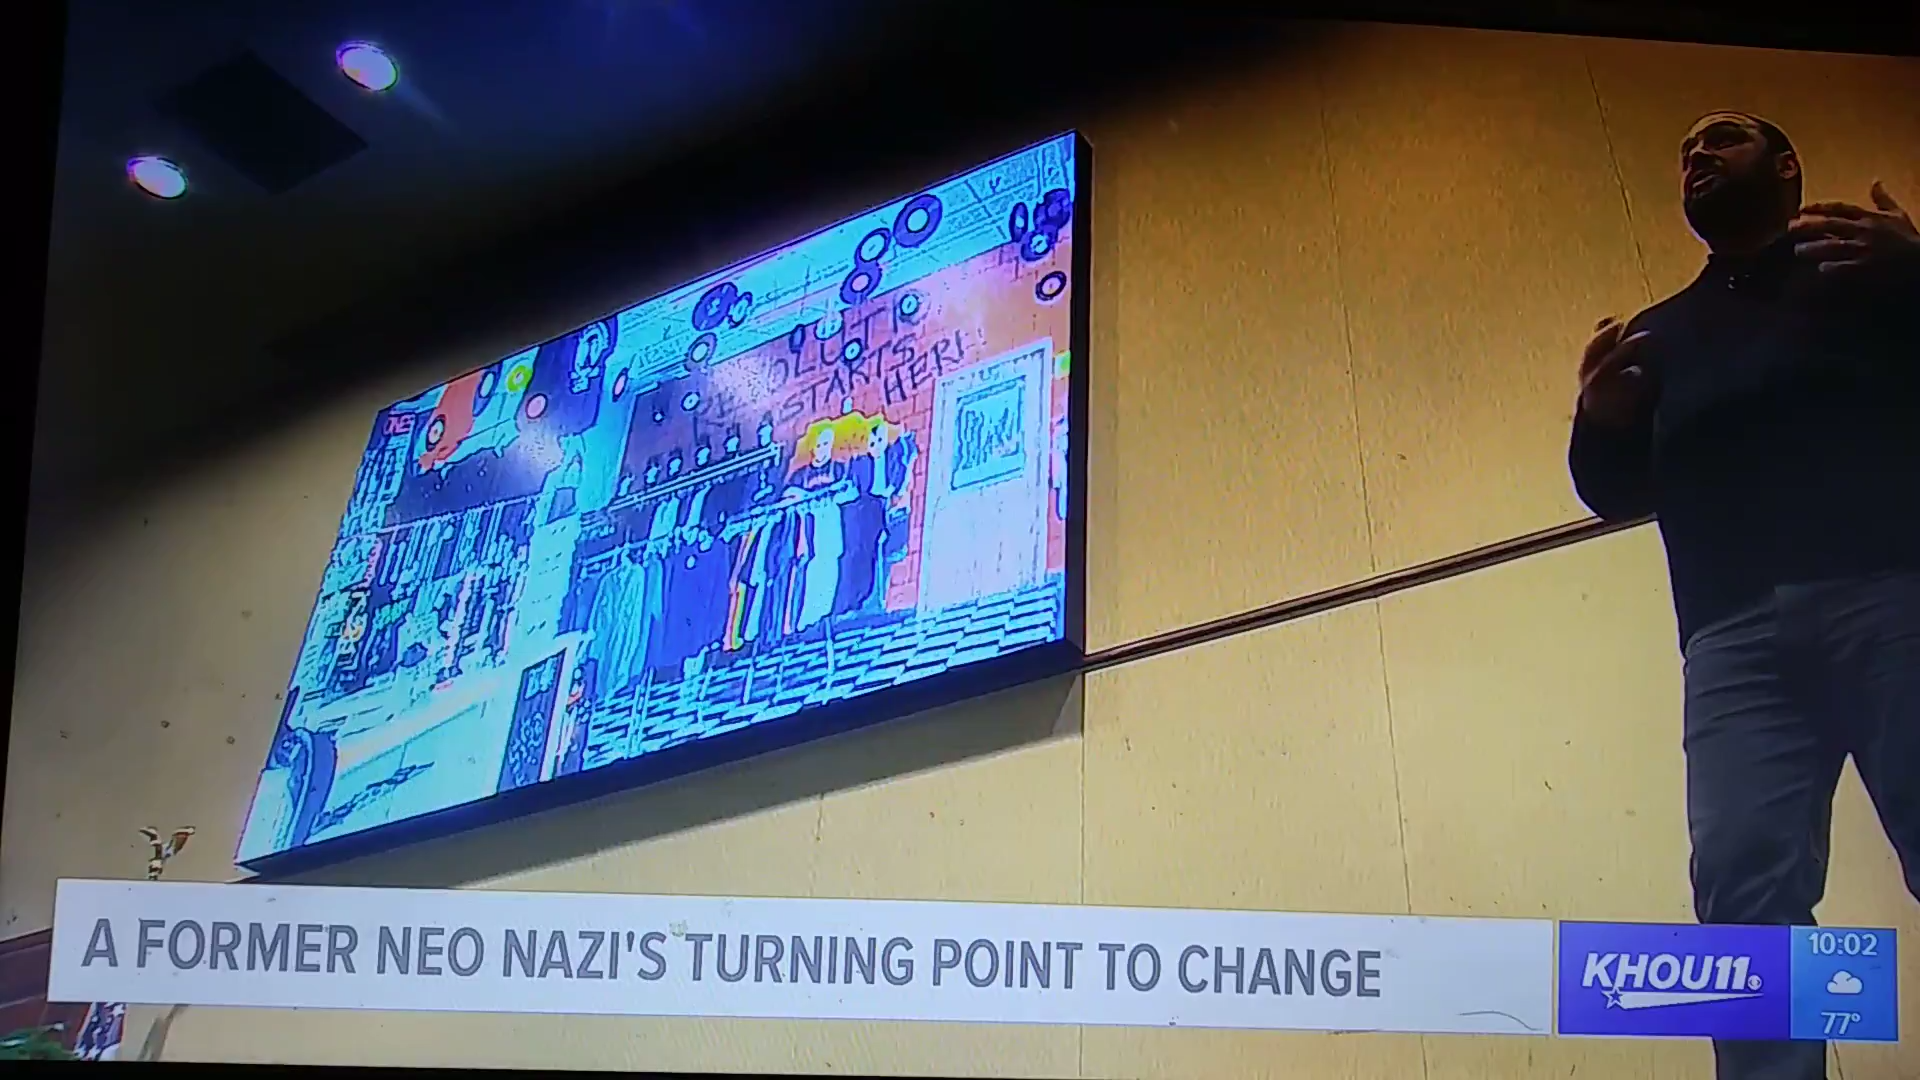 STARTS
HERE!
A FORMER NEO NAZI'S TURNING POINT TO CHANGE
KHOU11
10:02
77°